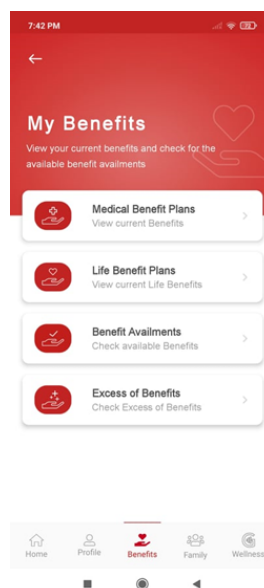 7:42 PM
My Benefits
View your current benefits and check for the
available benefit availments
Medical Benefit Plans
View current Benefits
Life Benefit Plans
View current Life Benefits
Benefit Availments
Check available Benefits
Excess of Benefits
Check Excess of Benefits
Home
Profile
Benefits
Family
Wellness